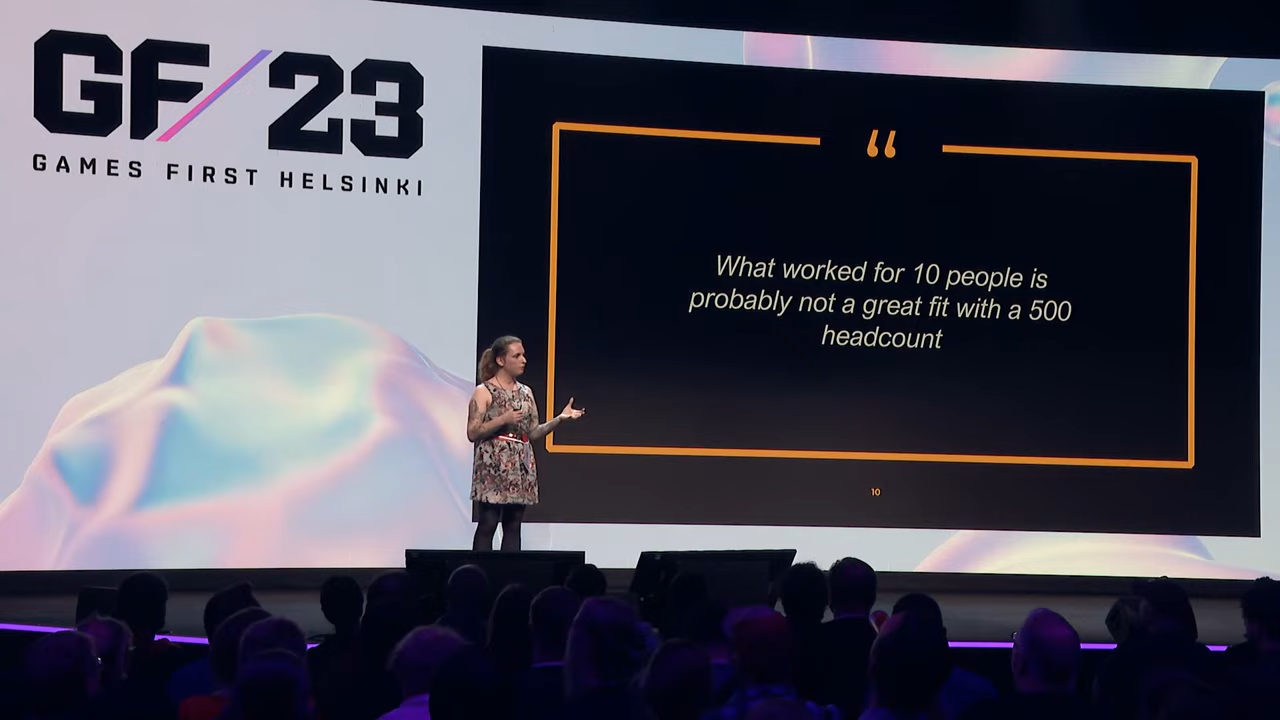 GF/23
GAMES FIRST HELSINKI
“
What worked for 10 people is
probably not a great fit with a 500
headcount
10